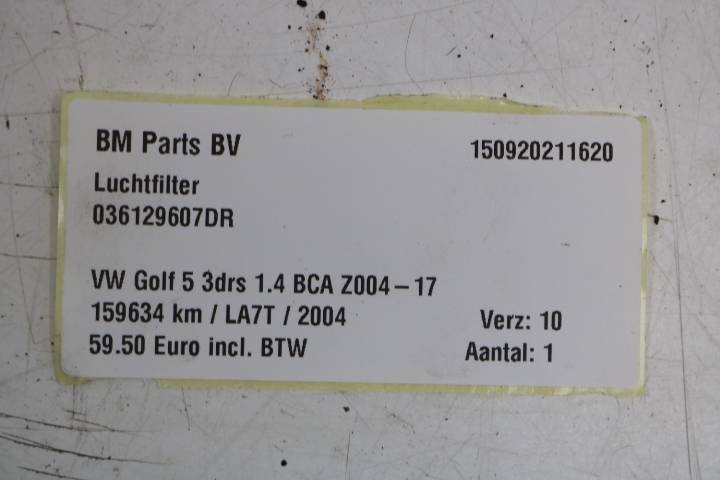 BM Parts BV 150920211620
Luchtfilter
036129607DR
VW Golf 5 3drs 1.4 BCA Z004-17
159634 km / LA7T / 2004 Verz: 10
59.50 Euro incl. BTW Aantal: 1